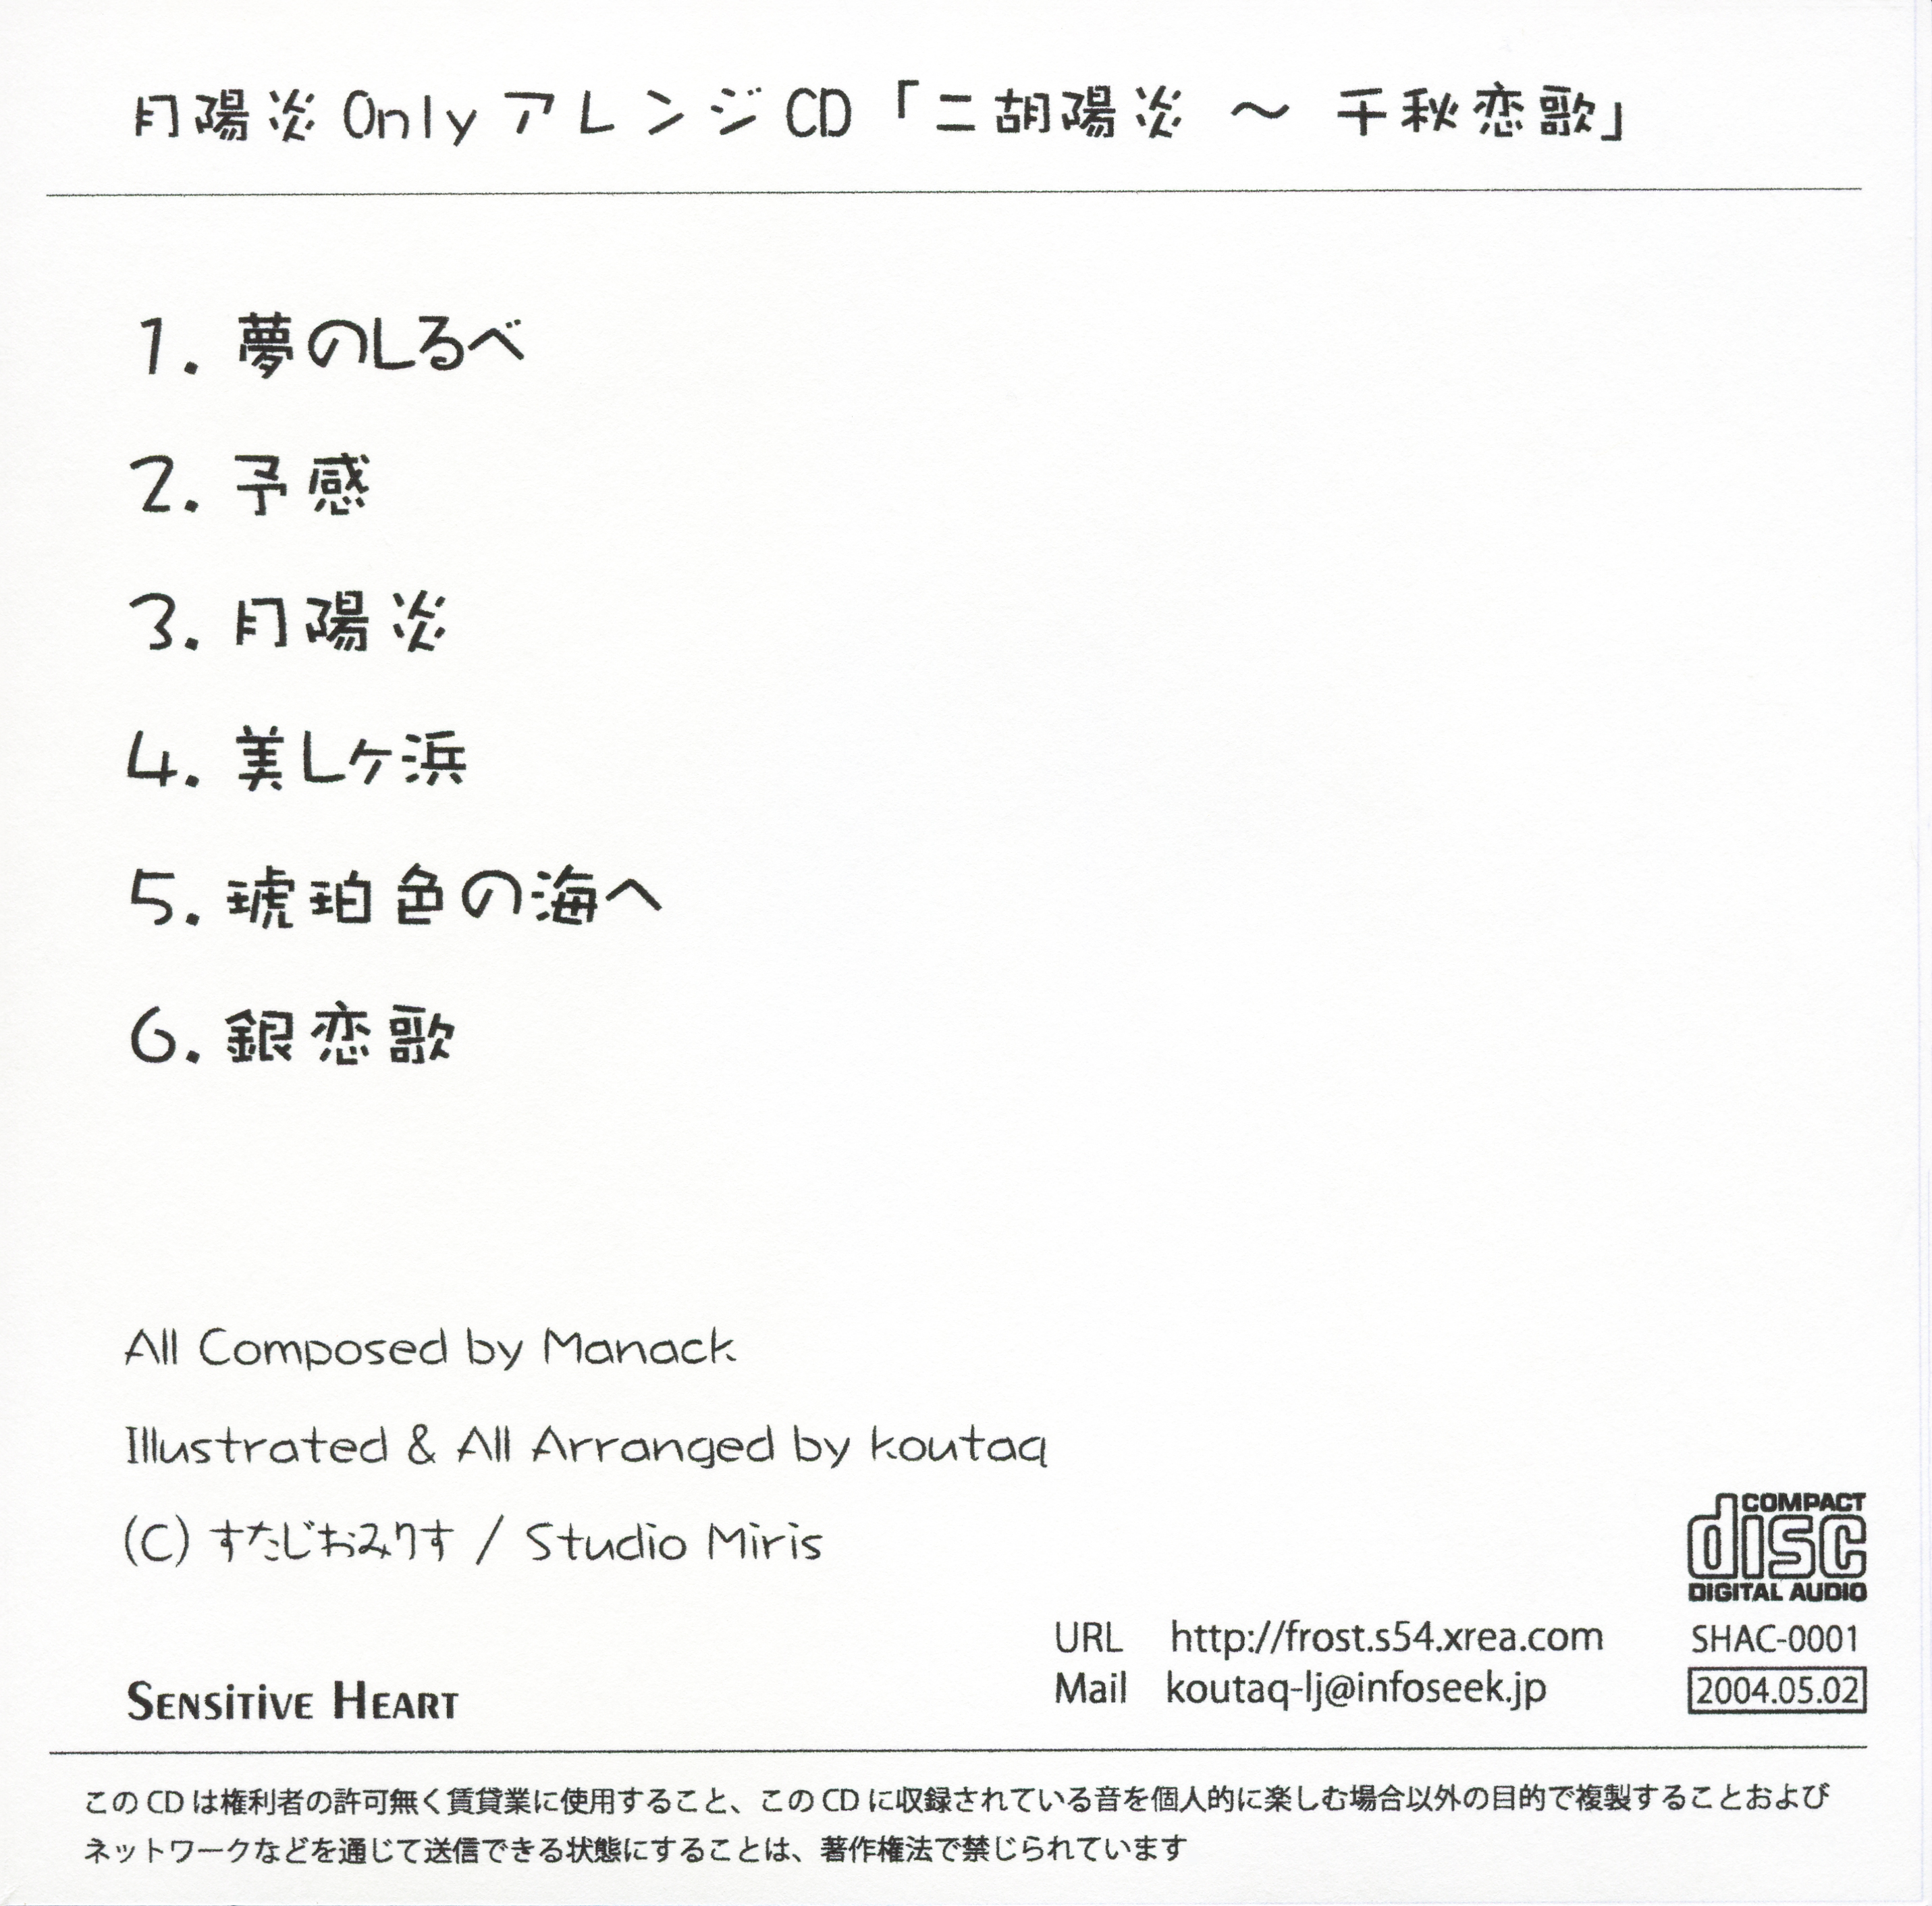 月陽炎 Only アレンジ CD「二胡陽炎 ～ 千秋恋歌」
1. 夢のしるべ
2. 予感
3. 月陽炎
4. 美しヶ浜
5. 琥珀色の海へ
6. 銀恋歌
All Composed by Manack
Illustrated & All Arranged by koutaq
(C) すたじおみりす / Studio Miris
COMPACT
disc
DIGITAL AUDIO
URL http://frost.s54.xrea.com
SHAC-0001
Mail koutaq-lj@infoseek.jp
2004.05.02
SENSiTiVE HEART
この CD は権利者の許可無く賃貸業に使用すること、この CD に収録されている音を個人的に楽しむ場合以外の目的で複製することおよび
ネットワークなどを通じて送信できる状態にすることは、著作権法で禁じられています